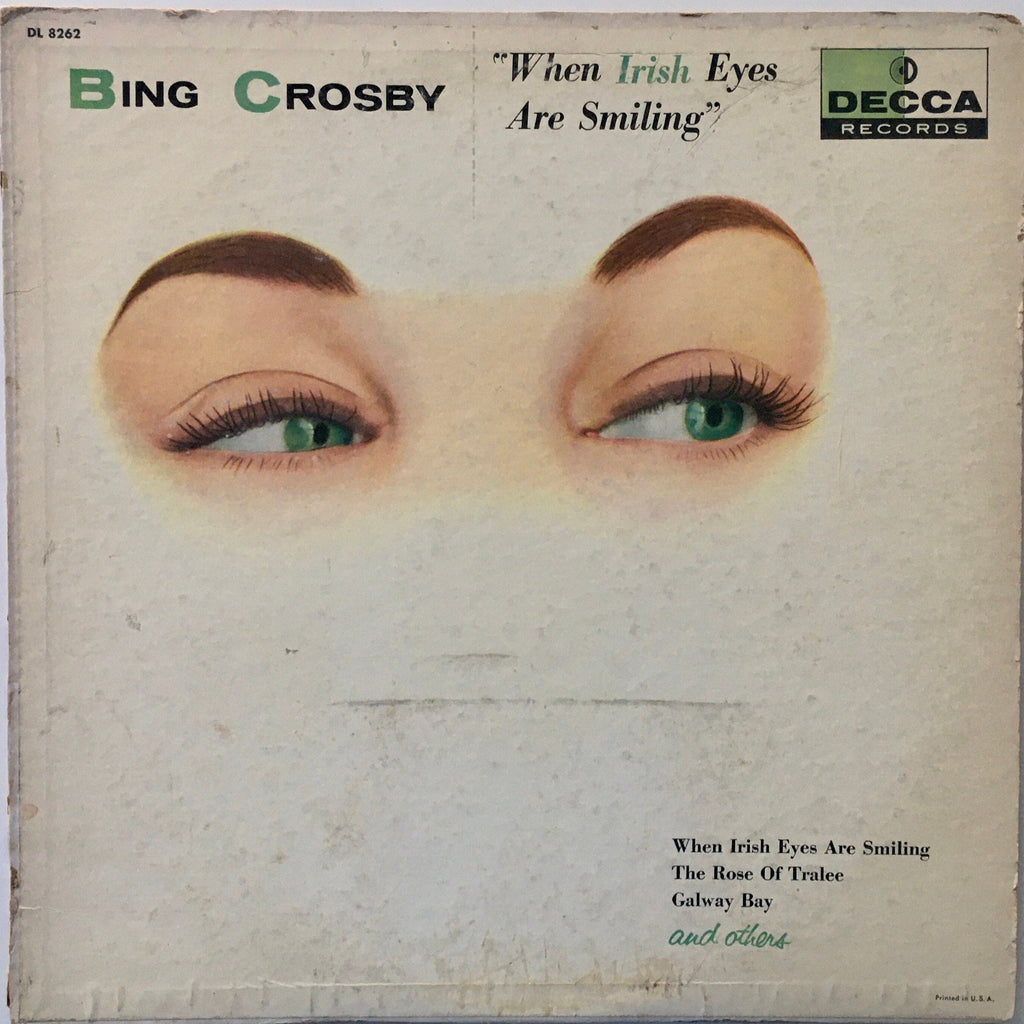 DL 8262
BING CROSBY
"When Irish Eyes
Are Smiling"
DECCA
RECORDS
When Irish Eyes Are Smiling
The Rose Of Tralee
Galway Bay
and others
Printed in U. S. A.